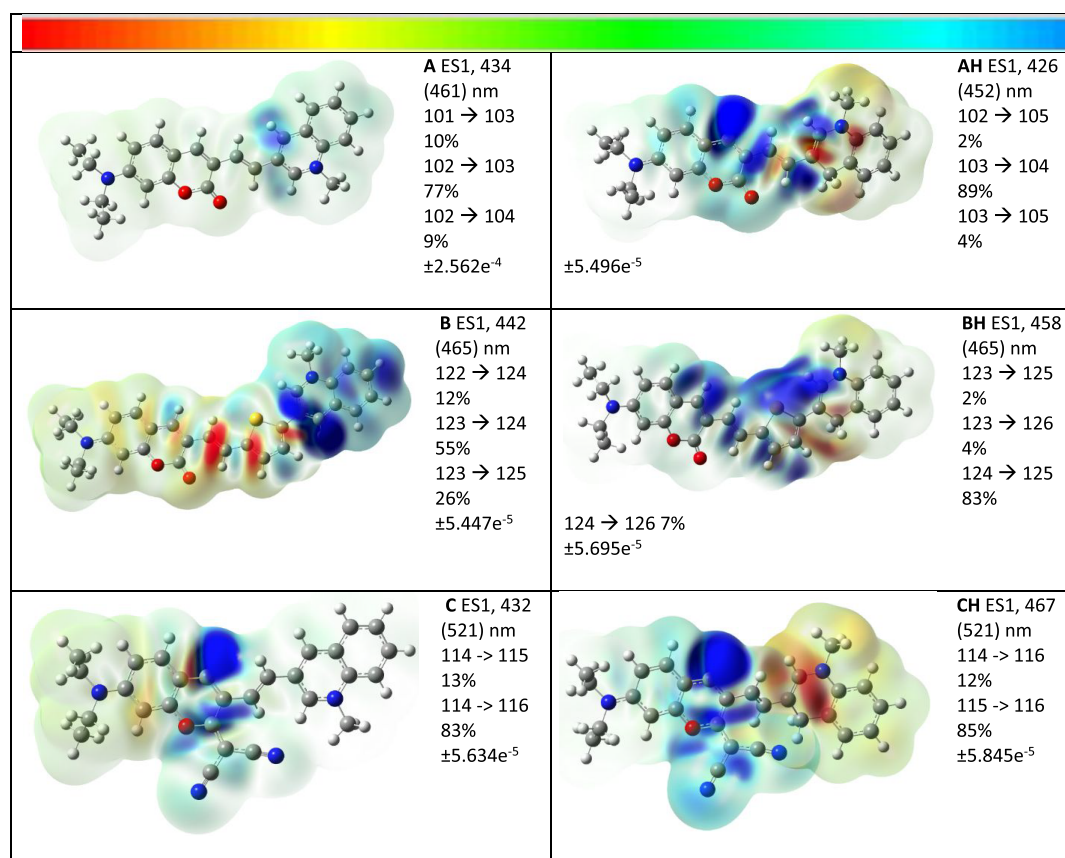 A ES1, 434
(461) nm
101 → 103
10%
102 → 103
77%
102 → 104
9%
±2.562e-4
AH ES1, 426
(452) nm
102 → 105
2%
103 → 104
89%
103 → 105
4%
±5.496e-5
B ES1, 442
(465) nm
122 → 124
12%
123 → 124
55%
123 → 125
26%
±5.447e-5
BH ES1, 458
(465) nm
123 → 125
2%
123 → 126
4%
124 → 125
83%
124 → 126 7%
±5.695e-5
C ES1, 432
(521) nm
114 -> 115
13%
114 -> 116
83%
±5.634e-5
CH ES1, 467
(521) nm
114 -> 116
12%
115 -> 116
85%
±5.845e-5